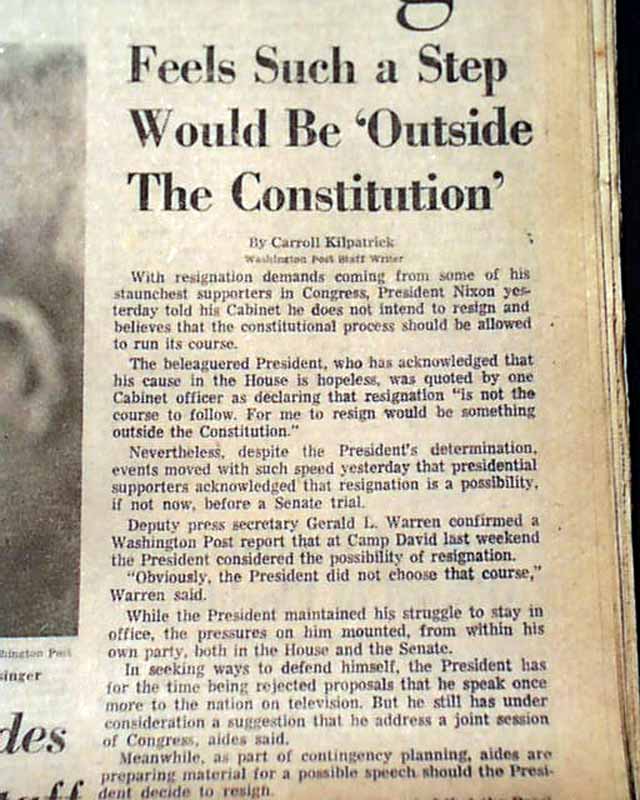 Feels Such a Step
Would Be ‘Outside
The Constitution’
By Carroll Kilpatrick
Washington Post Staff Writer
With resignation demands coming from some of his
staunchest supporters in Congress, President Nixon yes-
terday told his Cabinet he does not intend to resign and
believes that the constitutional process should be allowed
to run its course.
The beleaguered President, who has acknowledged that
his cause in the House is hopeless, was quoted by one
Cabinet officer as declaring that resignation “is not the
course to follow. For me to resign would be something
outside the Constitution.”
Nevertheless, despite the President’s determination,
events moved with such speed yesterday that presidential
supporters acknowledged that resignation is a possibility,
if not now, before a Senate trial.
Deputy press secretary Gerald L. Warren confirmed a
Washington Post report that at Camp David last weekend
the President considered the possibility of resignation.
“Obviously, the President did not choose that course,”
Warren said.
While the President maintained his struggle to stay in
office, the pressures on him mounted, from within his
own party, both in the House and the Senate.
In seeking ways to defend himself, the President has
for the time being rejected proposals that he speak once
more to the nation on television. But he still has under
consideration a suggestion that he address a joint session
of Congress, aides said.
Meanwhile, as part of contingency planning, aides are
preparing material for a possible speech should the Presi-
dent decide to resign.
hington Post
singer
des